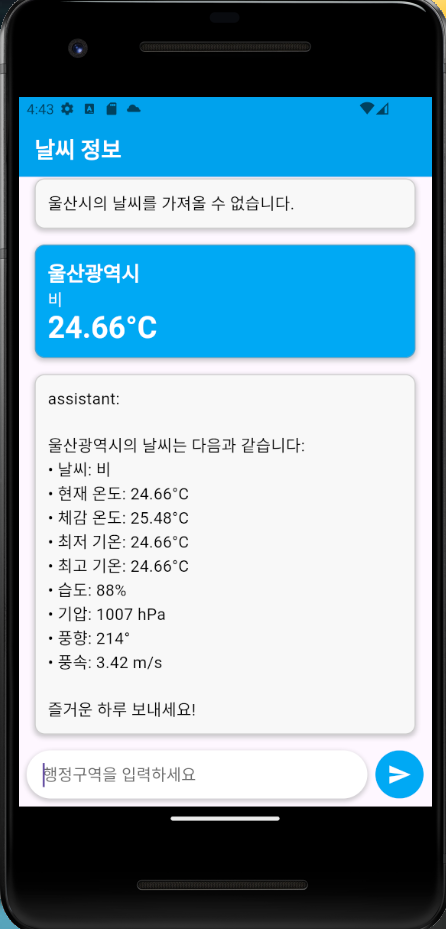 4:43
날씨 정보
울산시의 날씨를 가져올 수 없습니다.
울산광역시
비
24.66°C
assistant:
울산광역시의 날씨는 다음과 같습니다:
• 날씨: 비
• 현재 온도: 24.66°C
• 체감 온도: 25.48°C
• 최저 기온: 24.66°C
• 최고 기온: 24.66°C
• 습도: 88%
• 기압: 1007 hPa
• 풍향: 214°
• 풍속: 3.42 m/s
즐거운 하루 보내세요!
행정구역을 입력하세요